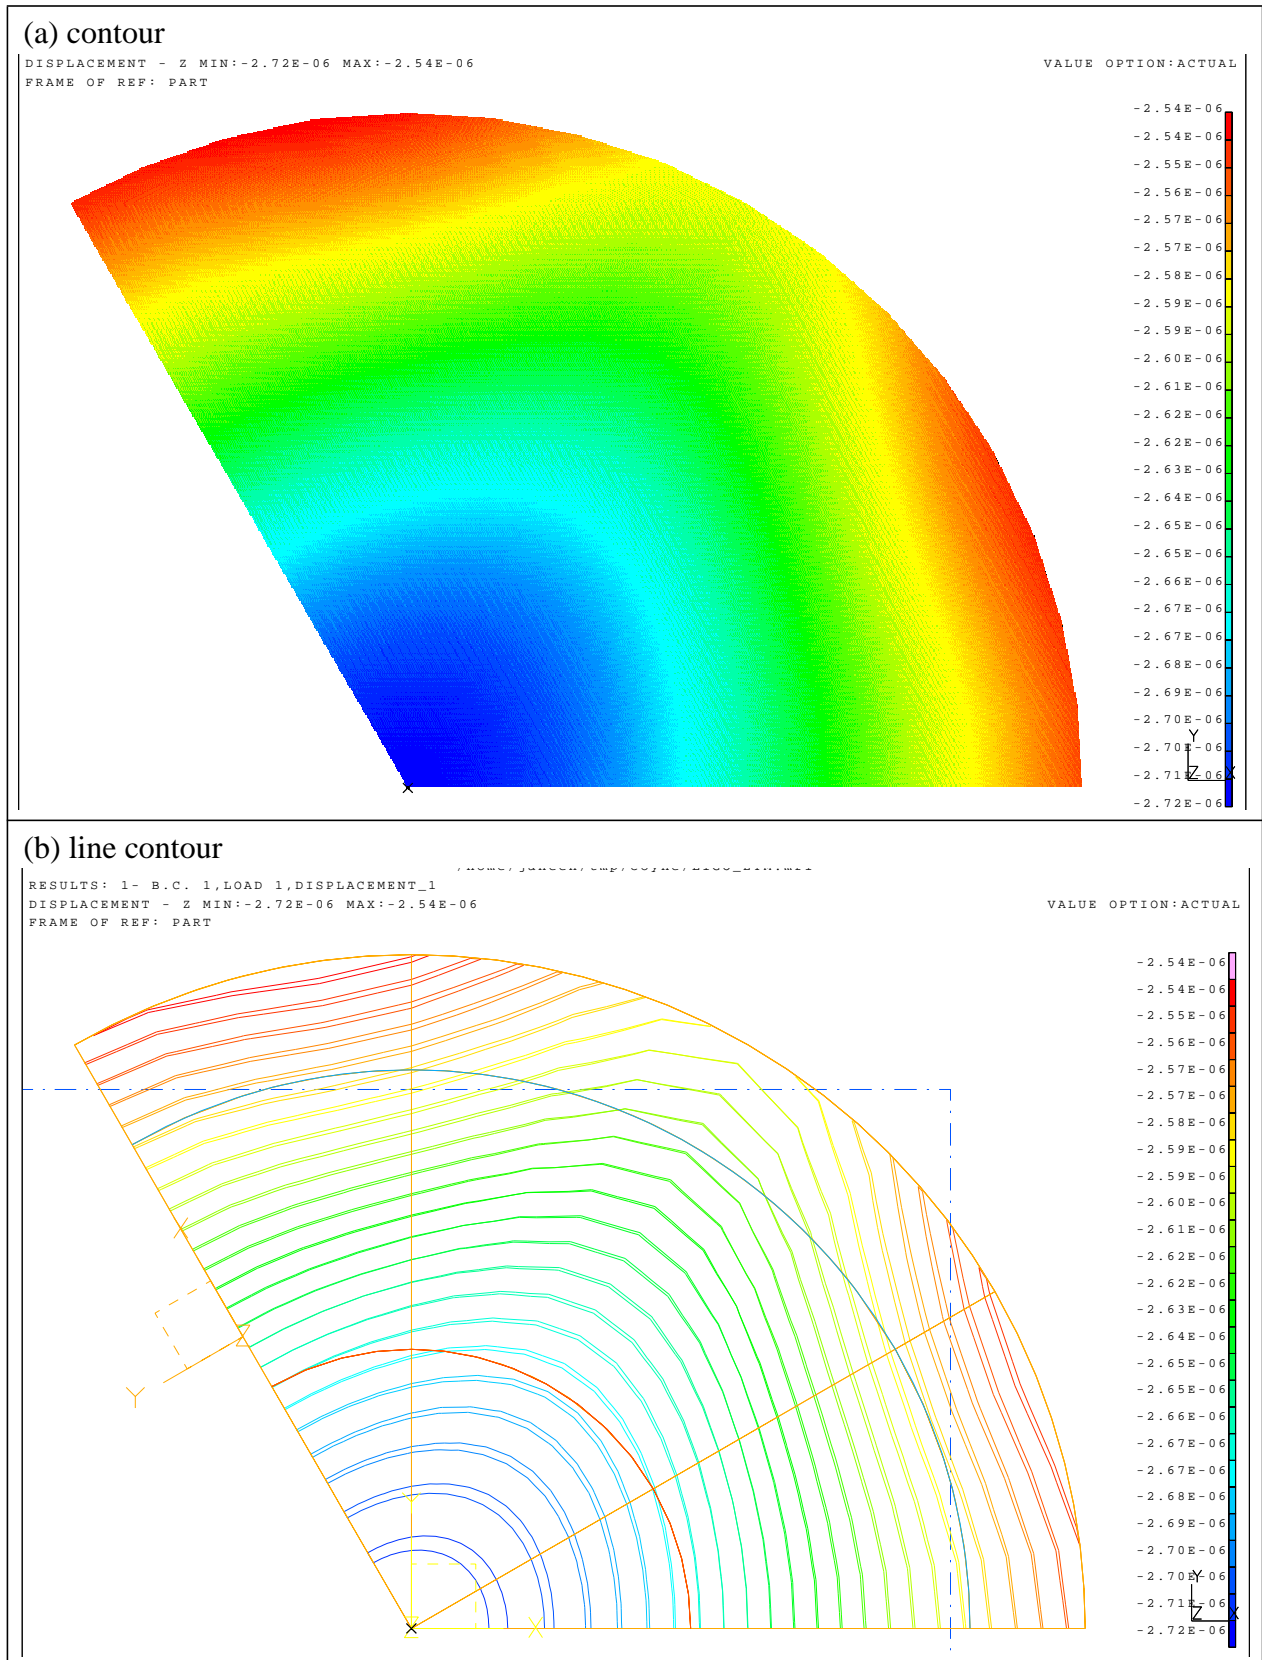 (a) contour
DISPLACEMENT - Z MIN:-2.72E-06 MAX:-2.54E-06
VALUE OPTION:ACTUAL
FRAME OF REF: PART
-2.54E-06
-2.54E-06
-2.55E-06
-2.56E-06
-2.57E-06
-2.57E-06
-2.58E-06
-2.59E-06
-2.59E-06
-2.60E-06
-2.61E-06
-2.62E-06
-2.62E-06
-2.63E-06
-2.64E-06
-2.65E-06
-2.65E-06
-2.66E-06
-2.67E-06
-2.67E-06
-2.68E-06
-2.69E-06
-2.70E-06
Y
-2.70E-06
-2.71E-06
Z
X
-2.72E-06
(b) line contour
RESULTS: 1- B.C. 1,LOAD 1,DISPLACEMENT_1
DISPLACEMENT - Z MIN:-2.72E-06 MAX:-2.54E-06
VALUE OPTION:ACTUAL
FRAME OF REF: PART
-2.54E-06
-2.54E-06
-2.55E-06
-2.56E-06
-2.57E-06
-2.57E-06
-2.58E-06
-2.59E-06
-2.59E-06
-2.60E-06
-2.61E-06
-2.62E-06
-2.62E-06
-2.63E-06
-2.64E-06
-2.65E-06
-2.65E-06
-2.66E-06
-2.67E-06
-2.67E-06
-2.68E-06
-2.69E-06
-2.70E-06
-2.70E-06
-2.71E-06
-2.72E-06
X
Z
Y
X
Y
Z
X